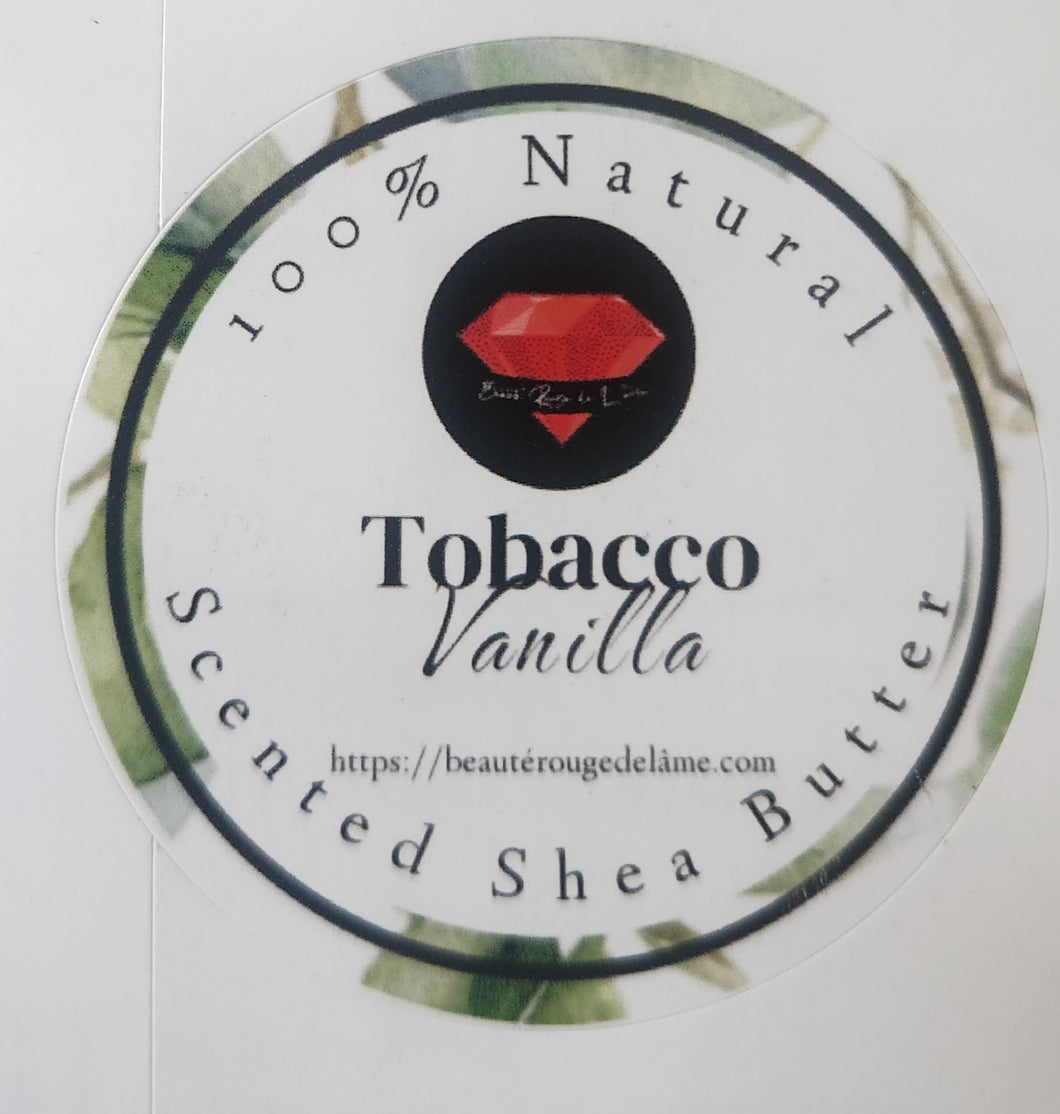 100% Natural
Tobacco
Vanilla
https://beautérougedelâme.com
Scented Shea Butter